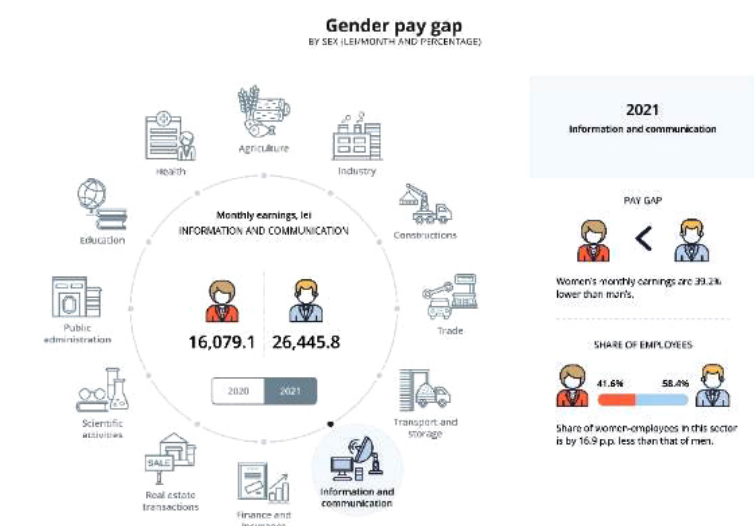 Gender pay gap
BY SEX (LEI/MONTH AND PERCENTAGE)
2021
Information and communication
Agriculture
Health
Industry
Education
Constructions
Monthly earnings, lei
INFORMATION AND COMMUNICATION
PAY GAP
Women's monthly earnings are 39.2%
lower than man's.
Public
administration
Trade
16,079.1
26,445.8
SHARE OF EMPLOYEES
2020
2021
41.6%
58.4%
Scientific
activities
Transport and
storage
Share of women-employees in this sector
is by 16.9 p.p. less than that of men.
SALE
Real estate
transactions
Information and
communication
Finance and